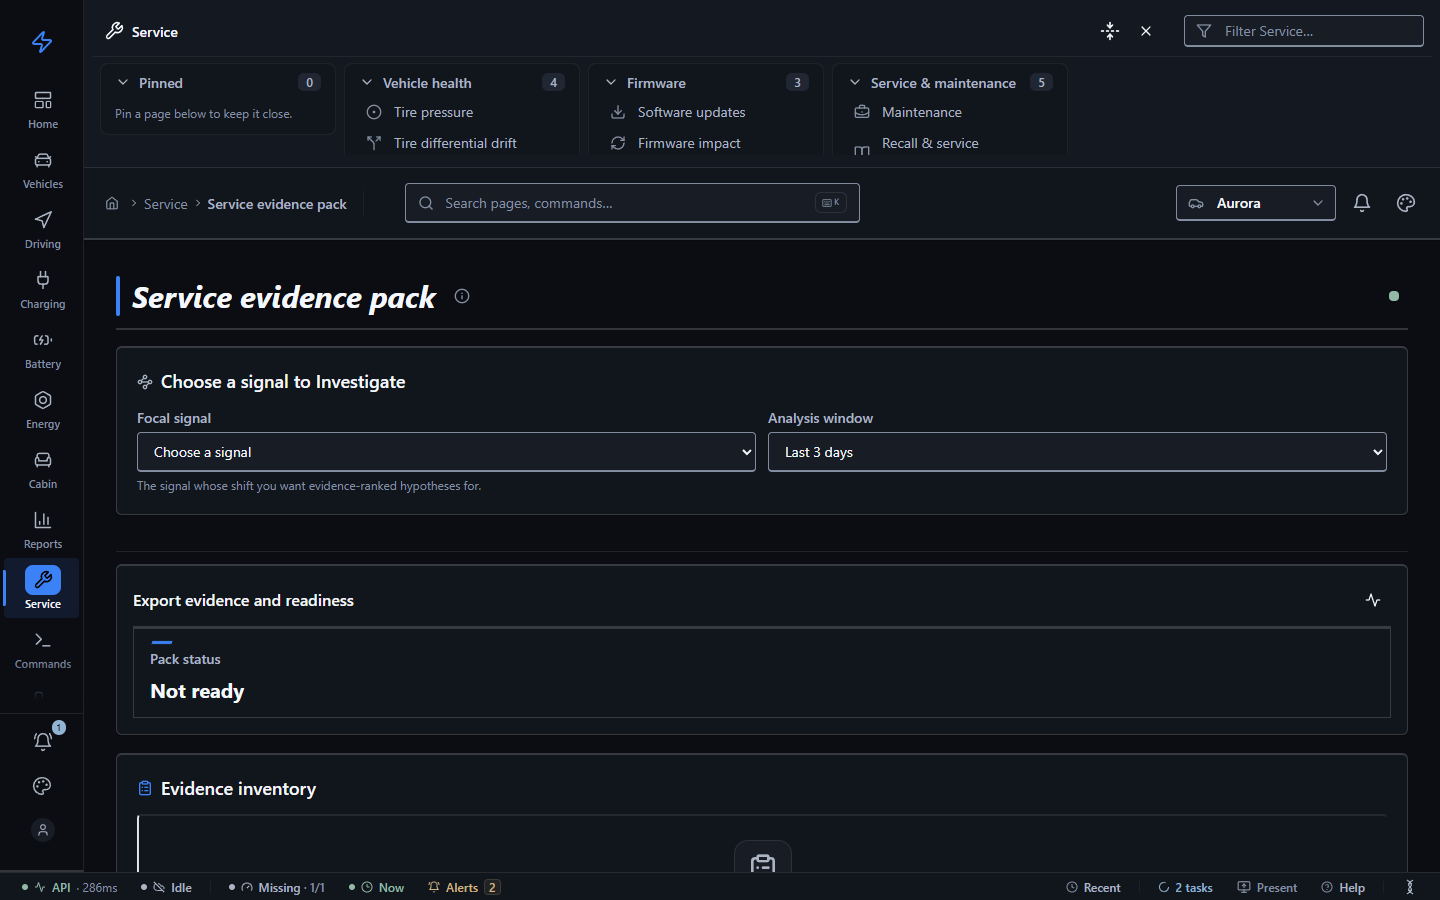 Service
Filter Service...
Pinned 0
Pin a page below to keep it close.
Vehicle health 4
Tire pressure
Tire differential drift
Firmware 3
Software updates
Firmware impact
Service & maintenance 5
Maintenance
Recall & service
Home
Vehicles
Driving
Charging
Battery
Energy
Cabin
Reports
Service
Commands
1
Service
Service evidence pack
Search pages, commands...
K
Aurora
Service evidence pack
Choose a signal to Investigate
Focal signal
Choose a signal
The signal whose shift you want evidence-ranked hypotheses for.
Analysis window
Last 3 days
Export evidence and readiness
Pack status
Not ready
Evidence inventory
API · 286ms
Idle
Missing · 1/1
Now
Alerts 2
Recent
2 tasks
Present
Help